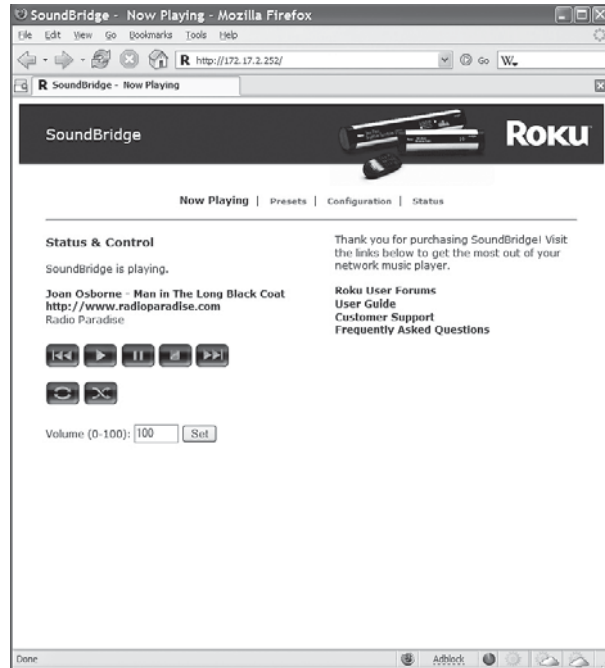 SoundBridge - Now Playing - Mozilla Firefox
File Edit View Go Bookmarks Tools Help
R http://172.17.2.252/ Go W.
R SoundBridge - Now Playing
SoundBridge Roku
Now Playing | Presets | Configuration | Status
Status & Control
SoundBridge is playing.
Joan Osborne - Man in The Long Black Coat
http://www.radioparadise.com
Radio Paradise
Volume (0-100): 100 Set
Thank you for purchasing SoundBridge! Visit
the links below to get the most out of your
network music player.
Roku User Forums
User Guide
Customer Support
Frequently Asked Questions
Done Adblock